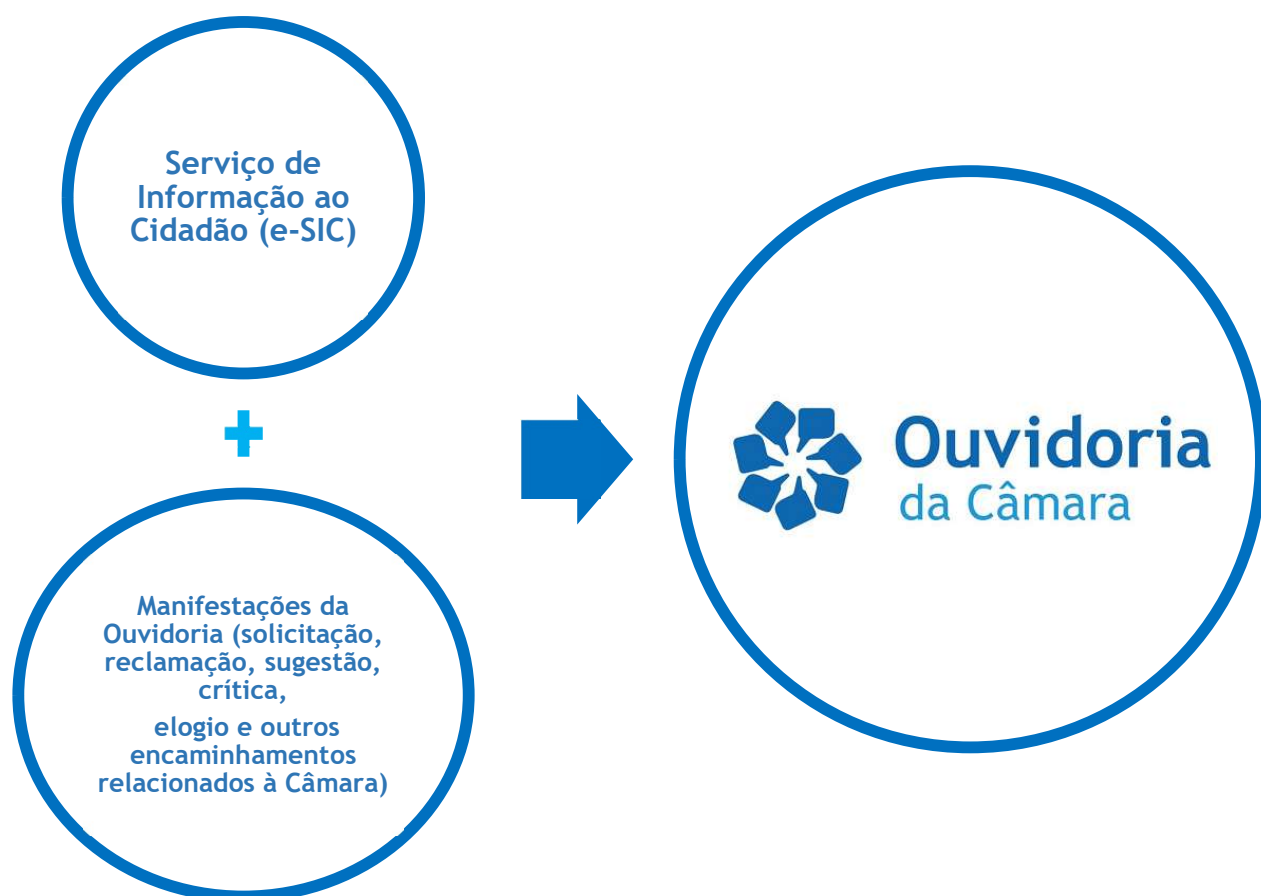 Serviço de
Informação ao
Cidadão (e-SIC)
+
Manifestações da
Ouvidoria (solicitação,
reclamação, sugestão,
crítica,
elogio e outros
encaminhamentos
relacionados à Câmara)
Ouvidoria
da Câmara